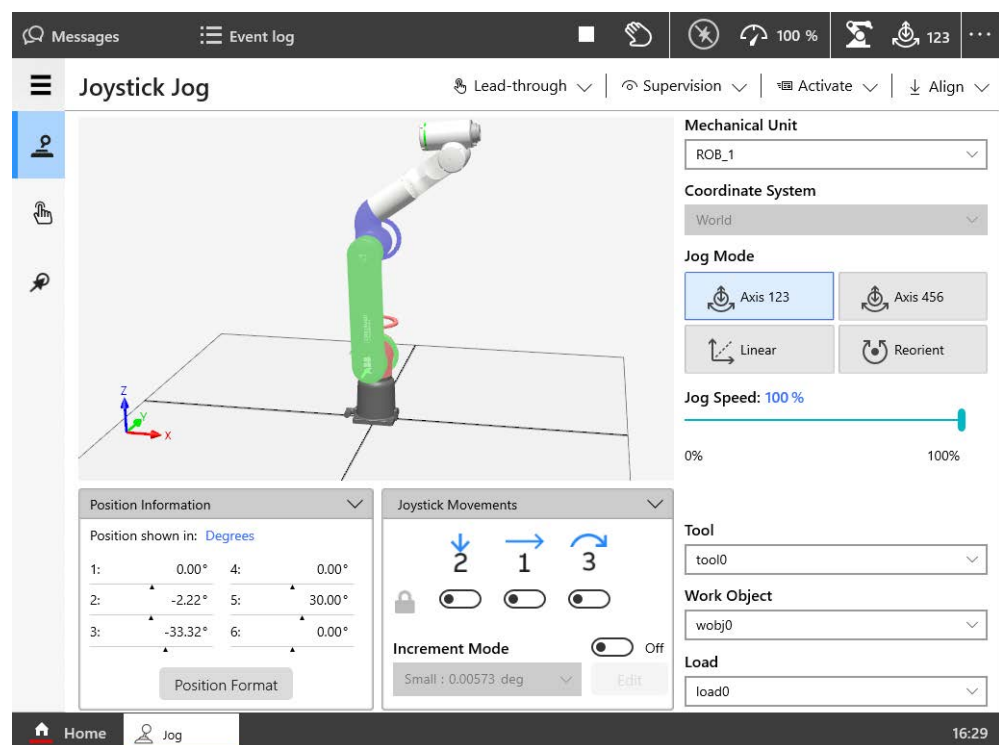 Messages
Event log
100 %
123
Joystick Jog
Lead-through
Supervision
Activate
Align
Mechanical Unit
ROB_1
Coordinate System
World
Jog Mode
Axis 123
Axis 456
Linear
Reorient
Jog Speed: 100 %
0%
100%
Z
Y
X
ABB
Position Information
Position shown in: Degrees
1: 0.00° 4: 0.00°
2: -2.22° 5: 30.00°
3: -33.32° 6: 0.00°
Position Format
Joystick Movements
2 1 3
Increment Mode
Off
Small : 0.00573 deg
Edit
Tool
tool0
Work Object
wobj0
Load
load0
Home
Jog
16:29